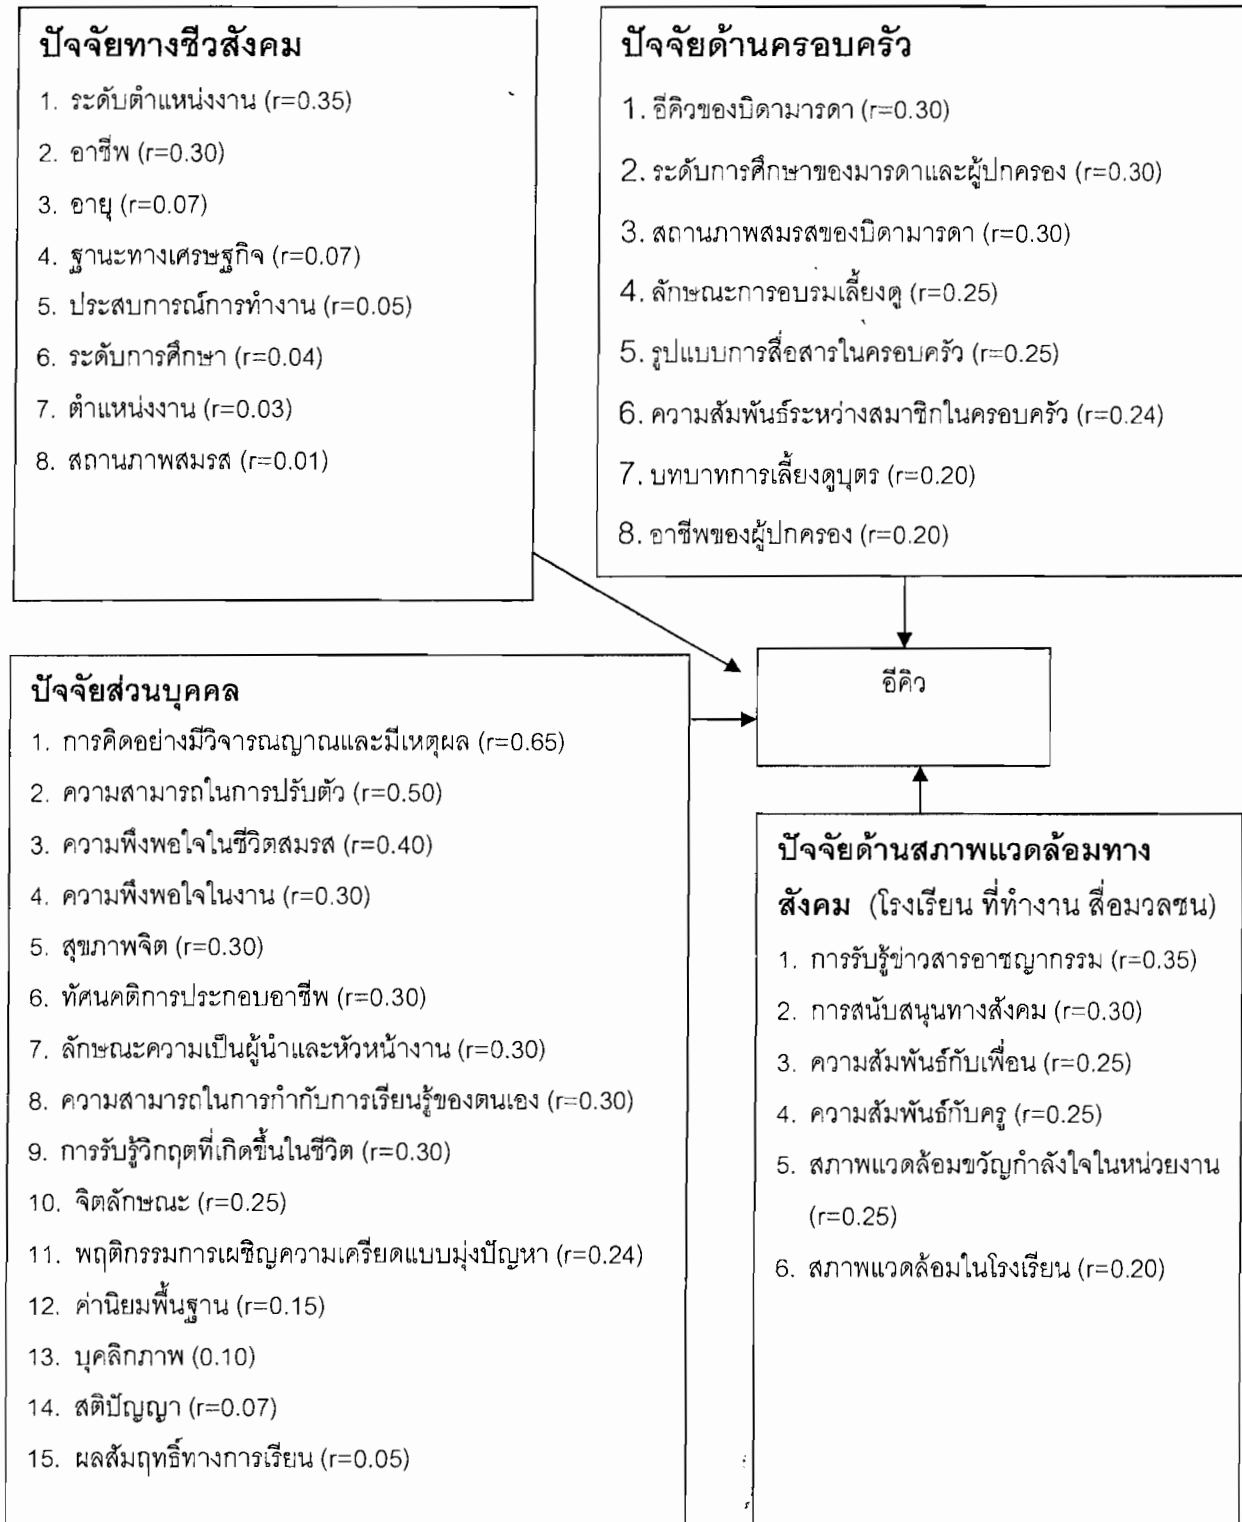 ปัจจัยทางชีวสังคม
1. ระดับตำแหน่งงาน (r=0.35)
2. อาชีพ (r=0.30)
3. อายุ (r=0.07)
4. ฐานะทางเศรษฐกิจ (r=0.07)
5. ประสบการณ์การทำงาน (r=0.05)
6. ระดับการศึกษา (r=0.04)
7. ตำแหน่งงาน (r=0.03)
8. สถานภาพสมรส (r=0.01)
ปัจจัยด้านครอบครัว
1. อีคิวของบิดามารดา (r=0.30)
2. ระดับการศึกษาของมารดาและผู้ปกครอง (r=0.30)
3. สถานภาพสมรสของบิดามารดา (r=0.30)
4. ลักษณะการอบรมเลี้ยงดู (r=0.25)
5. รูปแบบการสื่อสารในครอบครัว (r=0.25)
6. ความสัมพันธ์ระหว่างสมาชิกในครอบครัว (r=0.24)
7. บทบาทการเลี้ยงดูบุตร (r=0.20)
8. อาชีพของผู้ปกครอง (r=0.20)
อีคิว
ปัจจัยส่วนบุคคล
1. การคิดอย่างมีวิจารณญาณและมีเหตุผล (r=0.65)
2. ความสามารถในการปรับตัว (r=0.50)
3. ความพึงพอใจในชีวิตสมรส (r=0.40)
4. ความพึงพอใจในงาน (r=0.30)
5. สุขภาพจิต (r=0.30)
6. ทัศนคติการประกอบอาชีพ (r=0.30)
7. ลักษณะความเป็นผู้นำและหัวหน้างาน (r=0.30)
8. ความสามารถในการกำกับการเรียนรู้ของตนเอง (r=0.30)
9. การรับรู้วิกฤตที่เกิดขึ้นในชีวิต (r=0.30)
10. จิตลักษณะ (r=0.25)
11. พฤติกรรมการเผชิญความเครียดแบบมุ่งปัญหา (r=0.24)
12. ค่านิยมพื้นฐาน (r=0.15)
13. บุคลิกภาพ (0.10)
14. สติปัญญา (r=0.07)
15. ผลสัมฤทธิ์ทางการเรียน (r=0.05)
ปัจจัยด้านสภาพแวดล้อมทาง
สังคม (โรงเรียน ที่ทำงาน สื่อมวลชน)
1. การรับรู้ข่าวสารอาชญากรรม (r=0.35)
2. การสนับสนุนทางสังคม (r=0.30)
3. ความสัมพันธ์กับเพื่อน (r=0.25)
4. ความสัมพันธ์กับครู (r=0.25)
5. สภาพแวดล้อมขวัญกำลังใจในหน่วยงาน
(r=0.25)
6. สภาพแวดล้อมในโรงเรียน (r=0.20)